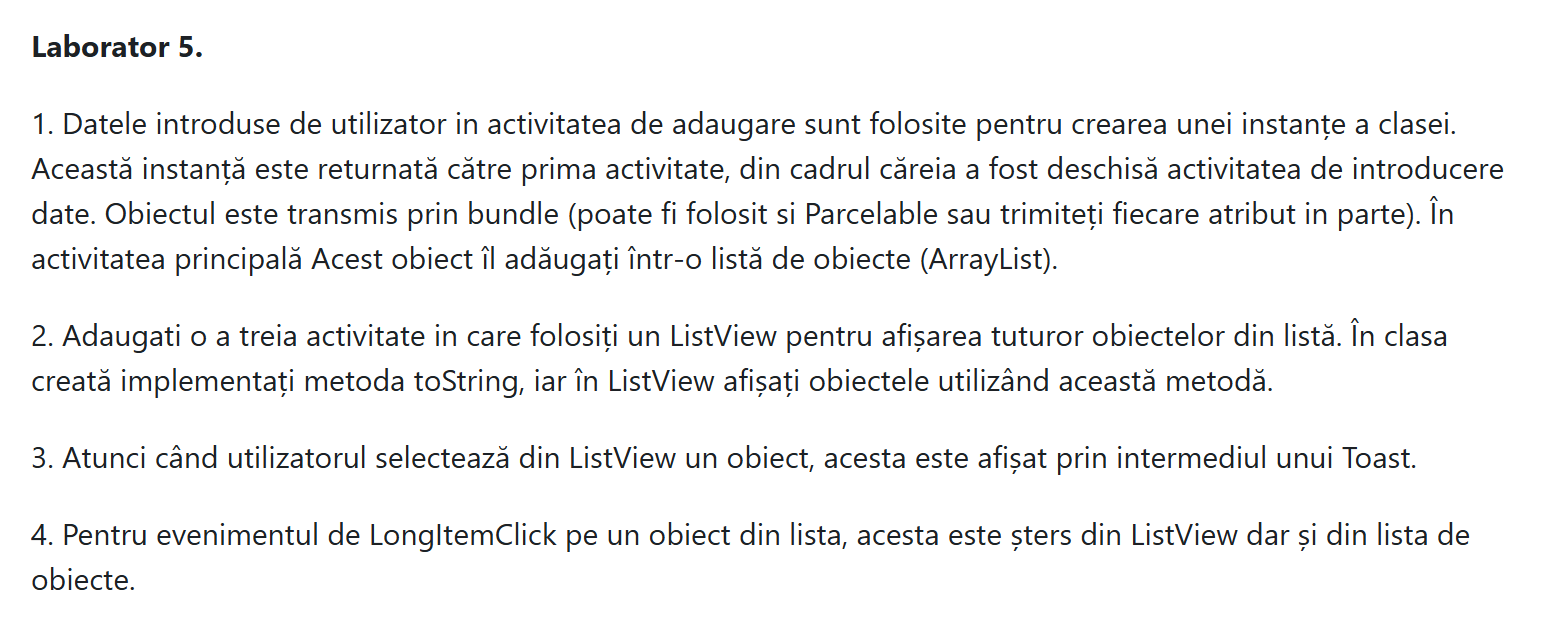 Laborator 5.
1. Datele introduse de utilizator in activitatea de adaugare sunt folosite pentru crearea unei instanțe a clasei.
Această instanță este returnată către prima activitate, din cadrul căreia a fost deschisă activitatea de introducere
date. Obiectul este transmis prin bundle (poate fi folosit si Parcelable sau trimiteți fiecare atribut in parte). În
activitatea principală Acest obiect îl adăugați într-o listă de obiecte (ArrayList).
2. Adaugati o a treia activitate in care folosiți un ListView pentru afișarea tuturor obiectelor din listă. În clasa
creată implementați metoda toString, iar în ListView afișați obiectele utilizând această metodă.
3. Atunci când utilizatorul selectează din ListView un obiect, acesta este afișat prin intermediul unui Toast.
4. Pentru evenimentul de LongItemClick pe un obiect din lista, acesta este șters din ListView dar și din lista de
obiecte.